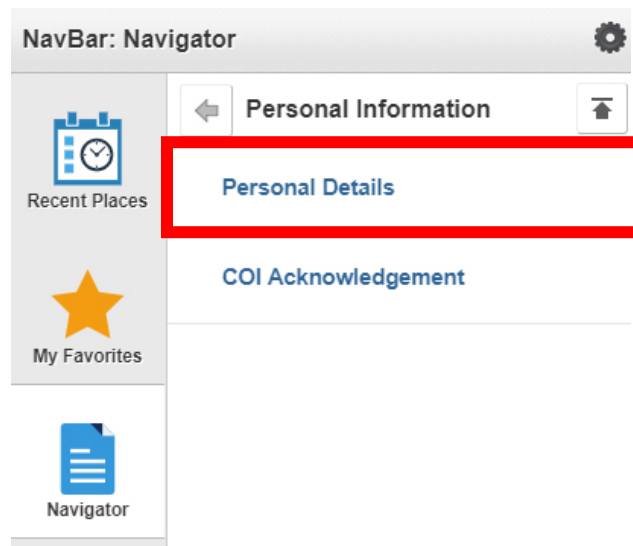 NavBar: Navigator
Personal Information
Recent Places
Personal Details
COI Acknowledgement
My Favorites
Navigator